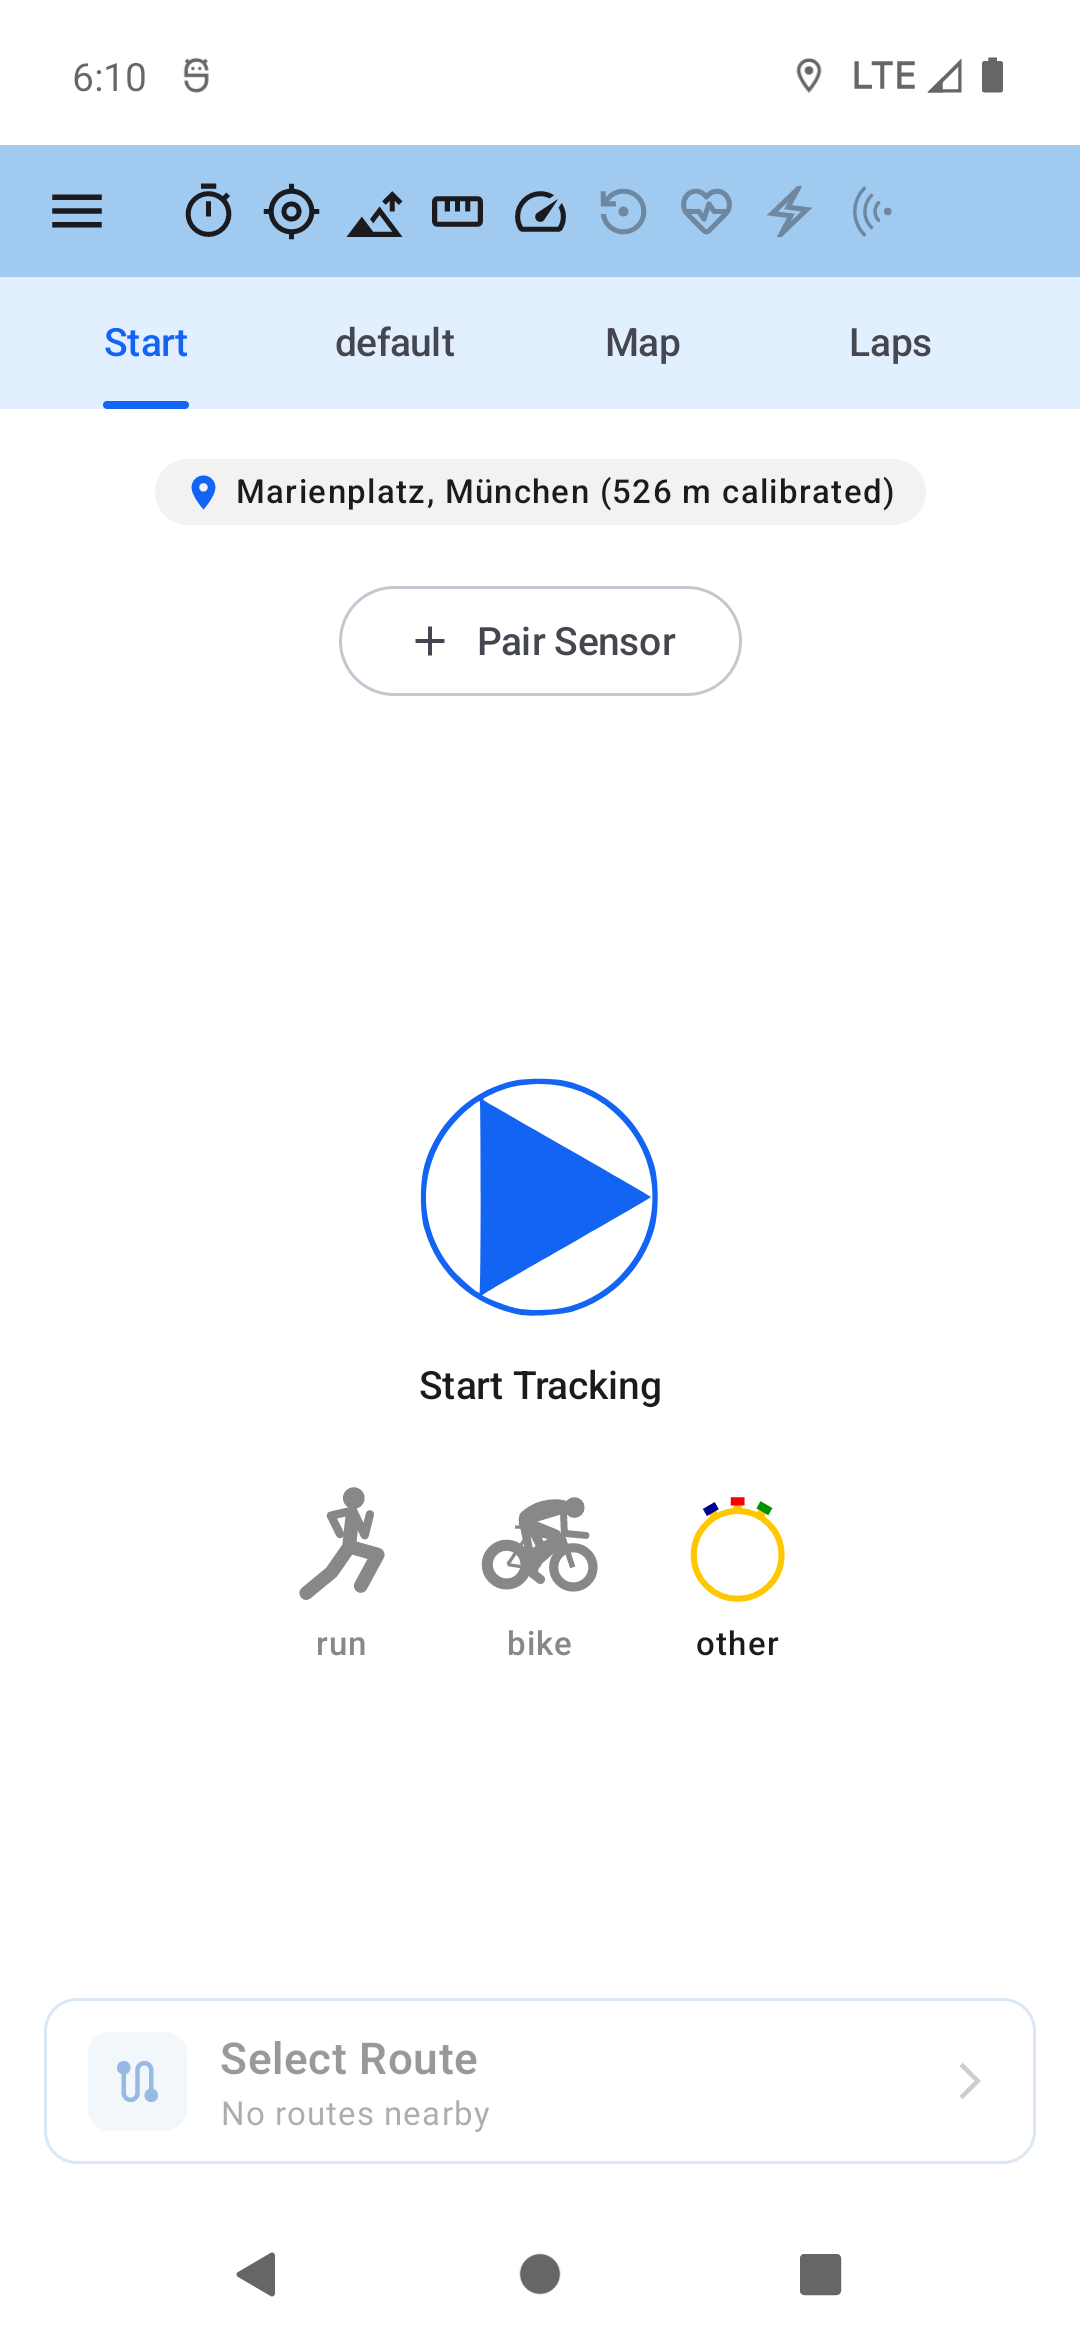 6:10
LTE
Start
default
Map
Laps
Marienplatz, München (526 m calibrated)
Pair Sensor
Start Tracking
run
bike
other
Select Route
No routes nearby